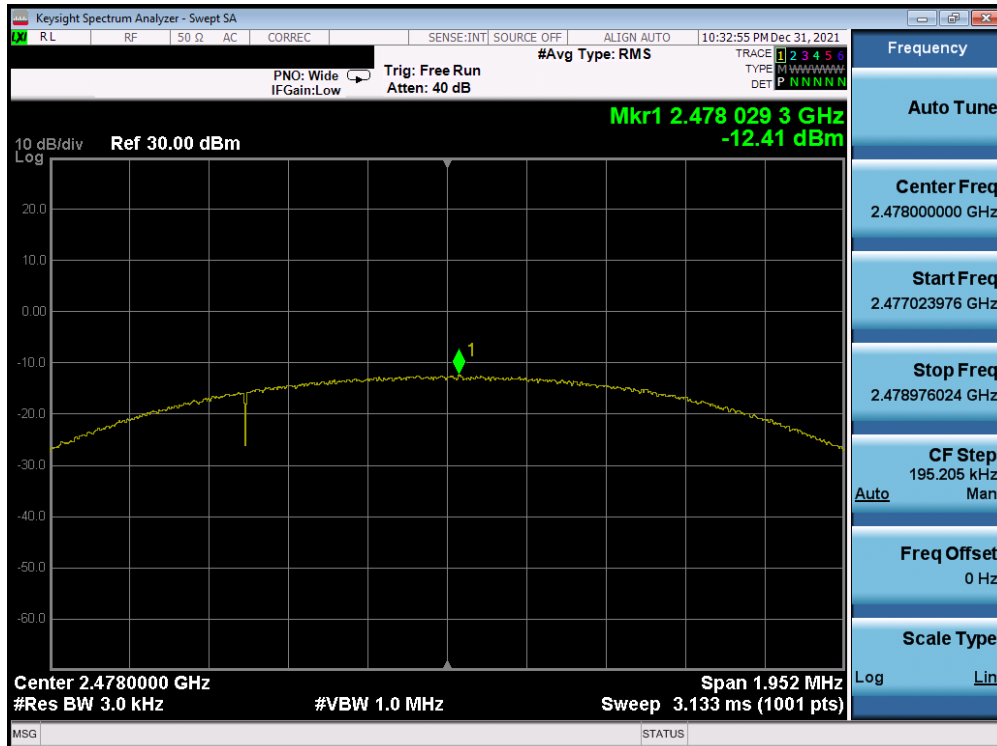 Keysight Spectrum Analyzer - Swept SA
LXI RL RF 50 Ω AC CORREC SENSE:INT SOURCE OFF ALIGN AUTO 10:32:55 PM Dec 31, 2021
#Avg Type: RMS
TRACE 1 2 3 4 5 6
PNO: Wide Trig: Free Run TYPE M WWWWW
IFGain:Low Atten: 40 dB DET P N N N N N
Mkr1 2.478 029 3 GHz
-12.41 dBm
10 dB/div Ref 30.00 dBm
Log
20.0
10.0
0.00
1
-10.0
-20.0
-30.0
-40.0
-50.0
-60.0
Center 2.4780000 GHz Span 1.952 MHz
#Res BW 3.0 kHz #VBW 1.0 MHz Sweep 3.133 ms (1001 pts)
MSG STATUS
Frequency
Auto Tune
Center Freq
2.478000000 GHz
Start Freq
2.477023976 GHz
Stop Freq
2.478976024 GHz
CF Step
195.205 kHz
Auto Man
Freq Offset
0 Hz
Scale Type
Log Lin